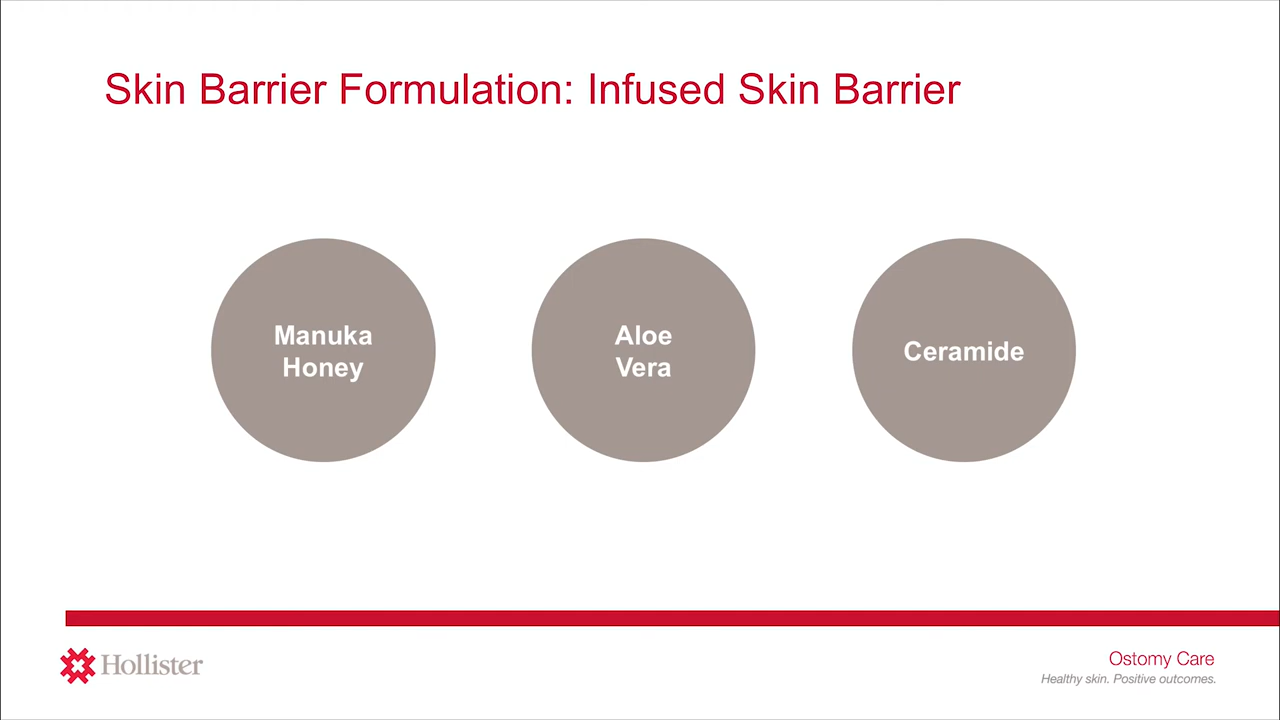 Skin Barrier Formulation: Infused Skin Barrier
Manuka
Honey
Aloe
Vera
Ceramide
Hollister
Ostomy Care
Healthy skin. Positive outcomes.